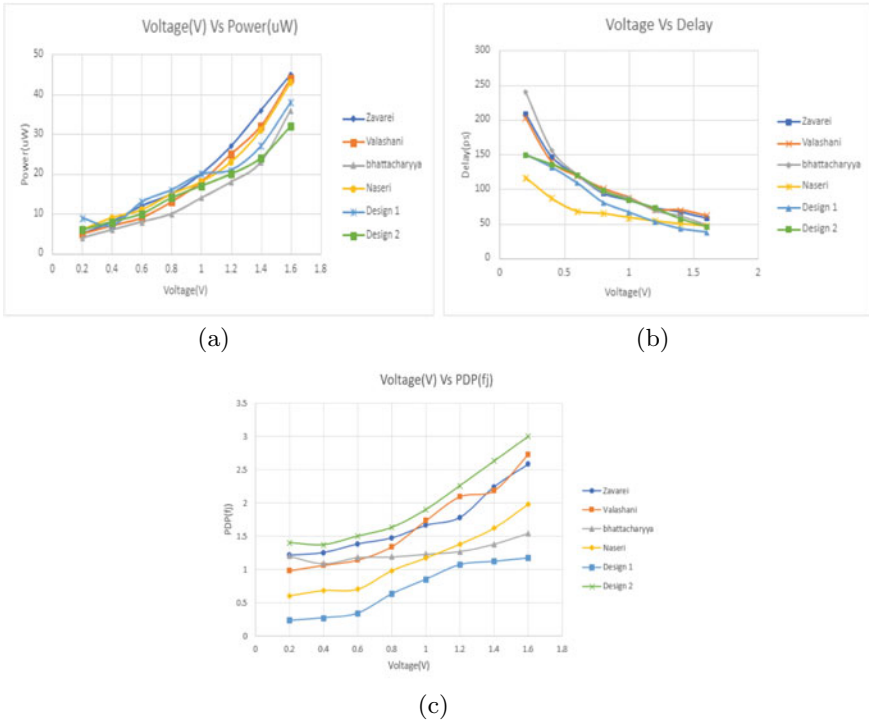 Voltage(V) Vs Power(uW)
50
40
30
20
10
0
Power(uW)
0 0.2 0.4 0.6 0.8 1 1.2 1.4 1.6 1.8
Voltage(V)
Zavarei
Valashani
bhattacharyya
Naseri
Design 1
Design 2
(a)
Voltage Vs Delay
300
250
200
150
100
50
0
Delay(ps)
0 0.5 1 1.5 2
Voltage(V)
Zavarei
Valashani
bhattacharyya
Naseri
Design 1
Design 2
(b)
Voltage(V) Vs PDP(fj)
3.5
3
2.5
2
1.5
1
0.5
0
PDP(fj)
0 0.2 0.4 0.6 0.8 1 1.2 1.4 1.6 1.8
Voltage(V)
Zavarei
Valashani
bhattacharyya
Naseri
Design 1
Design 2
(c)